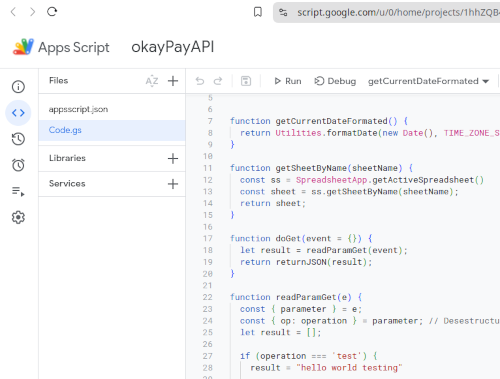 script.google.com/u/0/home/projects/1hhZQB
Apps Script okayPayAPI
Files AZ Run Debug getCurrentDateFormated
appsscript.json
Code.gs
Libraries
Services
5
6
7 function getCurrentDateFormated() {
8 return Utilities.formatDate(new Date(), TIME_ZONE_S
9 }
10
11 function getSheetByName(sheetName) {
12 const ss = SpreadsheetApp.getActiveSpreadsheet()
13 const sheet = ss.getSheetByName(sheetName);
14 return sheet;
15 }
16
17 function doGet(event = {}) {
18 let result = readParamGet(event);
19 return returnJSON(result);
20 }
21
22 function readParamGet(e) {
23 const { parameter } = e;
24 const { op: operation } = parameter; // Desestructu
25 let result = [];
26
27 if (operation === `test`) {
28 result = "hello world testing"